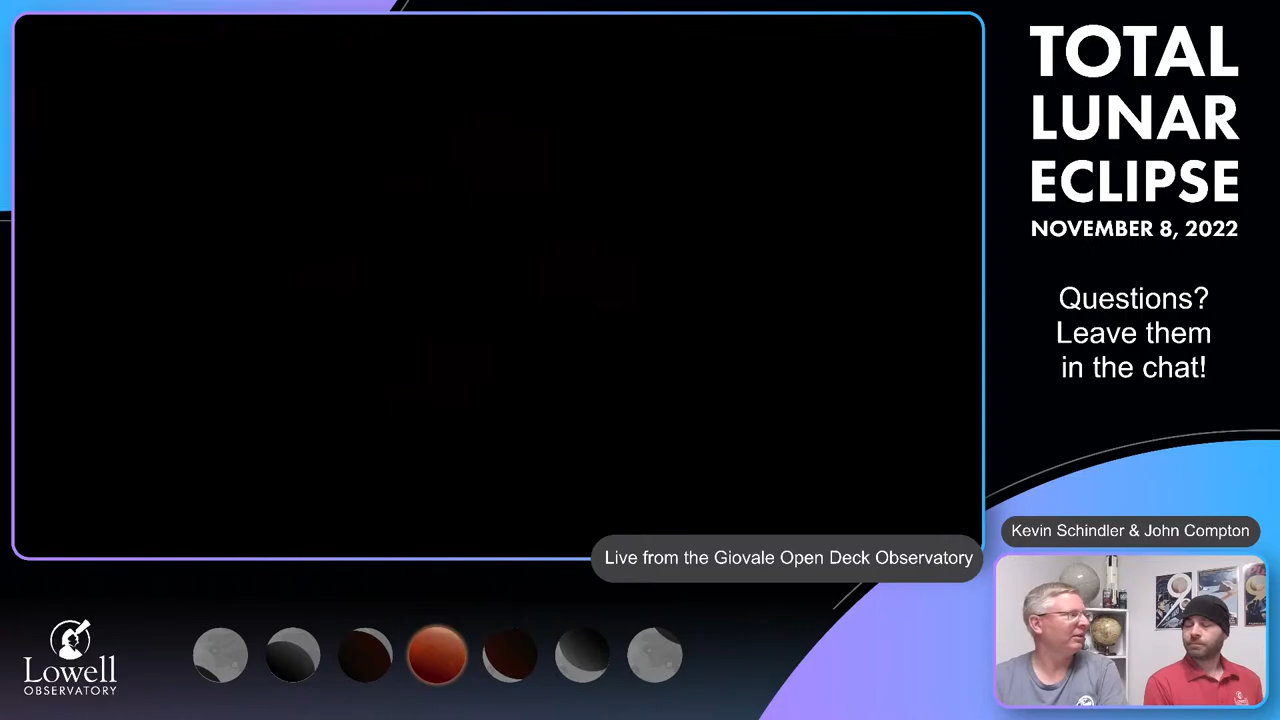 TOTAL
LUNAR
ECLIPSE
NOVEMBER 8, 2022
Questions?
Leave them
in the chat!
Kevin Schindler & John Compton
Live from the Giovale Open Deck Observatory
Lowell
OBSERVATORY